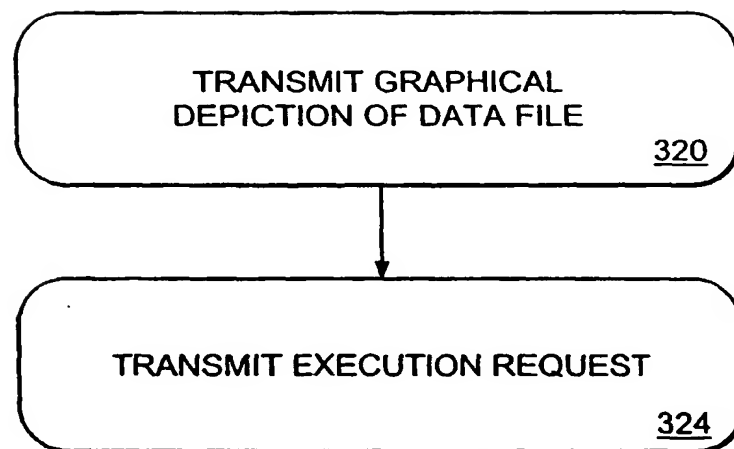 TRANSMIT GRAPHICAL
DEPICTION OF DATA FILE
320
TRANSMIT EXECUTION REQUEST
324